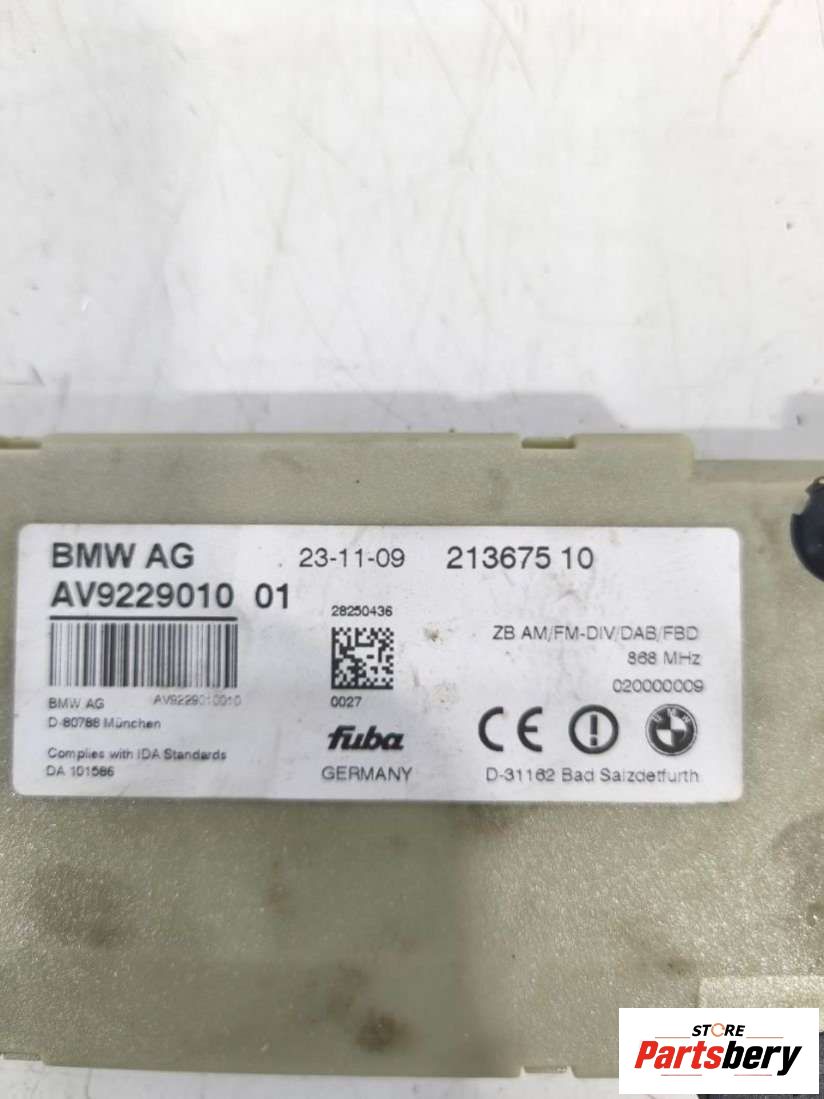 BMW AG 23-11-09 213675 10
AV9229010 01
28250436
ZB AM/FM-DIV/DAB/FBD
868 MHz
020000009
BMW AG AV9229010010
0027
D-80788 München
fuba
Complies with IDA Standards
DA 101586
GERMANY
D-31162 Bad Salzdetfurth
CE
BMW
STORE
Partsbery